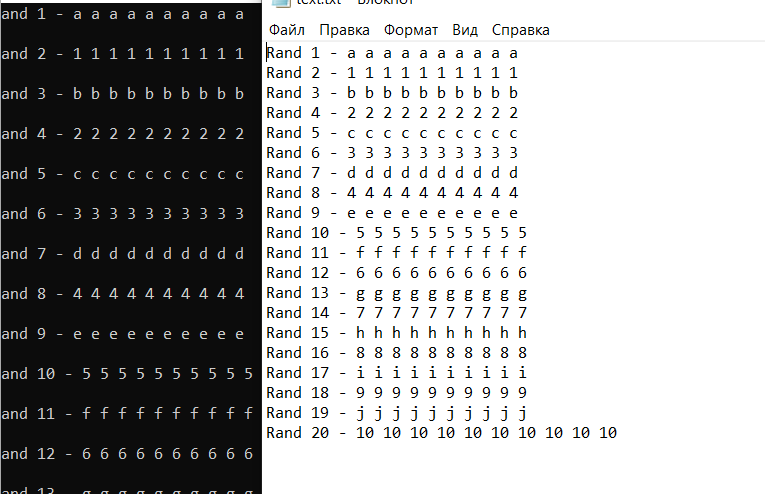 and 1 - a a a a a a a a a a
and 2 - 1 1 1 1 1 1 1 1 1 1
and 3 - b b b b b b b b b b
and 4 - 2 2 2 2 2 2 2 2 2 2
and 5 - c c c c c c c c c c
and 6 - 3 3 3 3 3 3 3 3 3 3
and 7 - d d d d d d d d d d
and 8 - 4 4 4 4 4 4 4 4 4 4
and 9 - e e e e e e e e e e
and 10 - 5 5 5 5 5 5 5 5 5 5
and 11 - f f f f f f f f f f
and 12 - 6 6 6 6 6 6 6 6 6 6
and 13 - g g g g g g g g g g
text.txt — Блокнот
Файл Правка Формат Вид Справка
Rand 1 - a a a a a a a a a a
Rand 2 - 1 1 1 1 1 1 1 1 1 1
Rand 3 - b b b b b b b b b b
Rand 4 - 2 2 2 2 2 2 2 2 2 2
Rand 5 - c c c c c c c c c c
Rand 6 - 3 3 3 3 3 3 3 3 3 3
Rand 7 - d d d d d d d d d d
Rand 8 - 4 4 4 4 4 4 4 4 4 4
Rand 9 - e e e e e e e e e e
Rand 10 - 5 5 5 5 5 5 5 5 5 5
Rand 11 - f f f f f f f f f f
Rand 12 - 6 6 6 6 6 6 6 6 6 6
Rand 13 - g g g g g g g g g g
Rand 14 - 7 7 7 7 7 7 7 7 7 7
Rand 15 - h h h h h h h h h h
Rand 16 - 8 8 8 8 8 8 8 8 8 8
Rand 17 - i i i i i i i i i i
Rand 18 - 9 9 9 9 9 9 9 9 9 9
Rand 19 - j j j j j j j j j j
Rand 20 - 10 10 10 10 10 10 10 10 10 10